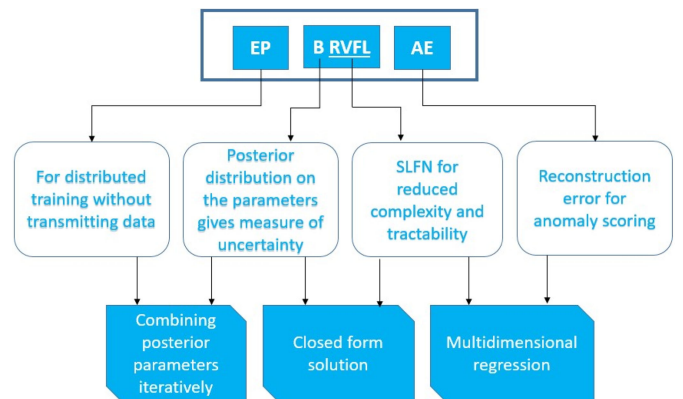 EP
B RVFL
AE
For distributed
training without
transmitting data
Posterior
distribution on
the parameters
gives measure of
uncertainty
SLFN for
reduced
complexity and
tractability
Reconstruction
error for
anomaly scoring
Combining
posterior
parameters
iteratively
Closed form
solution
Multidimensional
regression